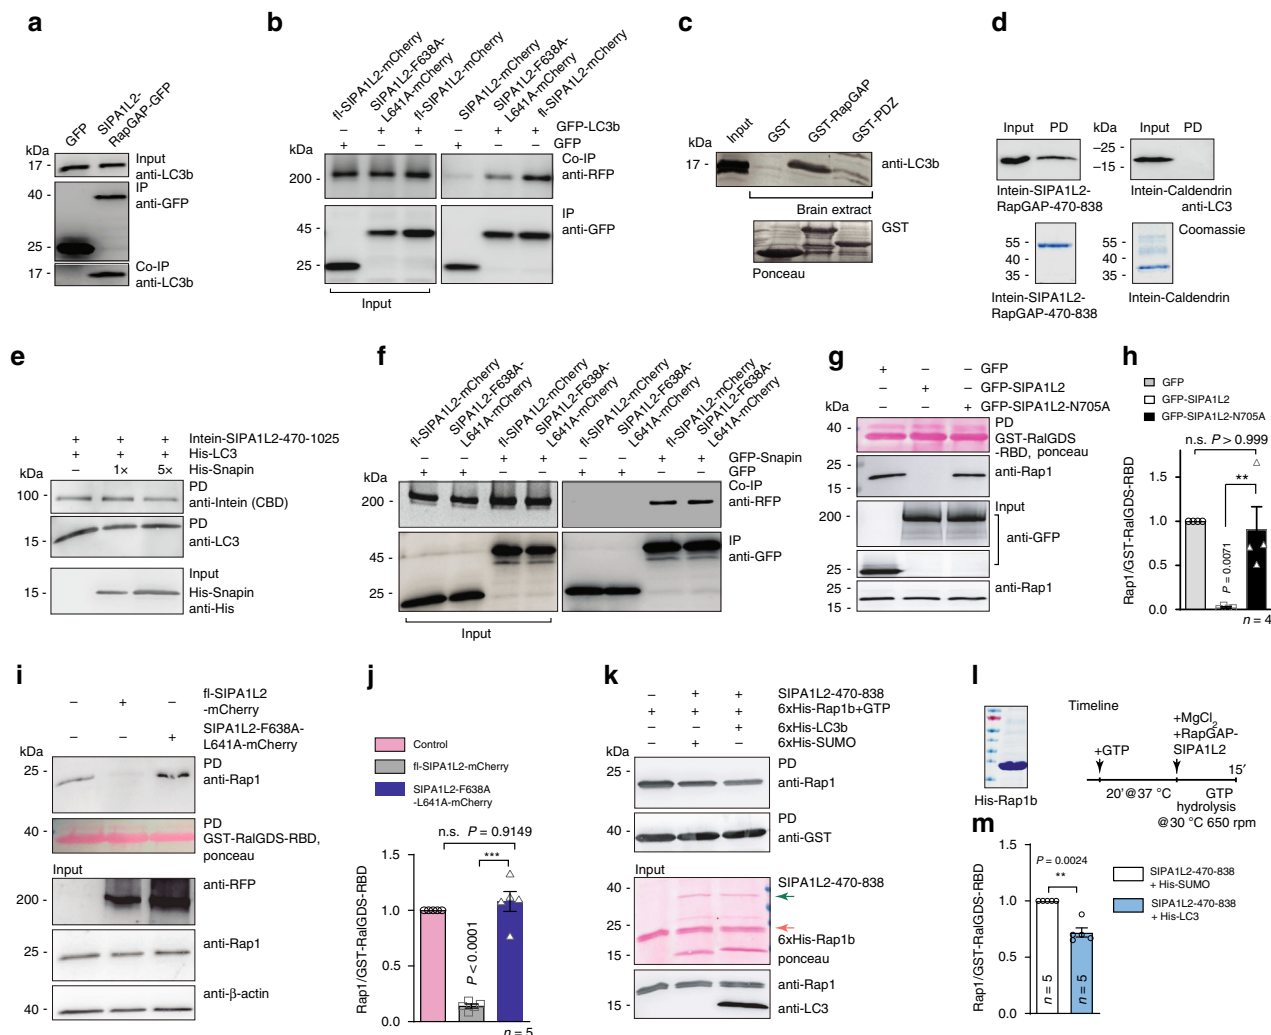 a
GFP
SIPA1L2-
RapGAP-GFP
kDa
17 -
Input
anti-LC3b
40 -
IP
anti-GFP
25 -
17 -
Co-IP
anti-LC3b
b
fl-SIPA1L2-mCherry
SIPA1L2-F638A-
L641A-mCherry
fl-SIPA1L2-mCherry
SIPA1L2-mCherry
SIPA1L2-F638A-
L641A-mCherry
fl-SIPA1L2-mCherry
– + + – + + GFP-LC3b
+ – – + – – GFP
kDa
Co-IP
200 -
anti-RFP
45 -
IP
anti-GFP
25 -
Input
c
Input
GST
GST-RapGAP
GST-PDZ
kDa
17 -
anti-LC3b
Brain extract
GST
Ponceau
d
Input PD kDa Input PD
–25
–15
Intein-SIPA1L2-
RapGAP-470-838
Intein-Caldendrin
anti-LC3
Coomassie
55
40
35
55
40
35
Intein-SIPA1L2-
RapGAP-470-838
Intein-Caldendrin
e
+ + + Intein-SIPA1L2-470-1025
+ + + His-LC3
– 1× 5× His-Snapin
kDa
100 -
PD
anti-Intein (CBD)
PD
15 -
anti-LC3
Input
15 -
His-Snapin
anti-His
f
fl-SIPA1L2-mCherry
SIPA1L2-F638A-
L641A-mCherry
fl-SIPA1L2-mCherry
SIPA1L2-F638A-
L641A-mCherry
fl-SIPA1L2-mCherry
SIPA1L2-F638A-
L641A-mCherry
fl-SIPA1L2-mCherry
SIPA1L2-F638A-
L641A-mCherry
– – + + – – + + GFP-Snapin
+ + – – + + – – GFP
kDa
Co-IP
200 -
anti-RFP
IP
45 -
anti-GFP
25 -
Input
g
+ – – GFP
– + – GFP-SIPA1L2
– – + GFP-SIPA1L2-N705A
kDa
40 -
PD
GST-RalGDS
-RBD, ponceau
25 -
anti-Rap1
15 -
Input
200 -
anti-GFP
25 -
25 -
anti-Rap1
15 -
h
GFP
GFP-SIPA1L2
GFP-SIPA1L2-N705A
n.s. P > 0.999
**
Rap1/GST-RalGDS-RBD
1.5
1.0
0.5
0.0
P = 0.0071
n = 4
i
– + – fl-SIPA1L2
-mCherry
– – + SIPA1L2-F638A-
L641A-mCherry
kDa
25 -
PD
anti-Rap1
40 -
PD
GST-RalGDS-RBD,
ponceau
Input
anti-RFP
200 -
anti-Rap1
25 -
anti-β-actin
40 -
j
Control
fl-SIPA1L2-mCherry
SIPA1L2-F638A
-L641A-mCherry
n.s. P = 0.9149
***
Rap1/GST-RalGDS-RBD
1.5
1.0
0.5
0.0
P < 0.0001
n = 5
k
– + + SIPA1L2-470-838
+ + + 6xHis-Rap1b+GTP
– – + 6xHis-LC3b
– + – 6xHis-SUMO
kDa
PD
25 -
anti-Rap1
PD
40 -
anti-GST
Input
40 -
SIPA1L2-470-838
25 -
6xHis-Rap1b
15 -
ponceau
anti-Rap1
15 -
anti-LC3
l
His-Rap1b
Timeline
+GTP
+MgCl2
+RapGAP-
SIPA1L2
15′
20′@37 °C
GTP
hydrolysis
@30 °C 650 rpm
m
P = 0.0024
**
Rap1/GST-RalGDS-RBD
1.5
1.0
0.5
0.0
n = 5
n = 5
SIPA1L2-470-838
+ His-SUMO
SIPA1L2-470-838
+ His-LC3